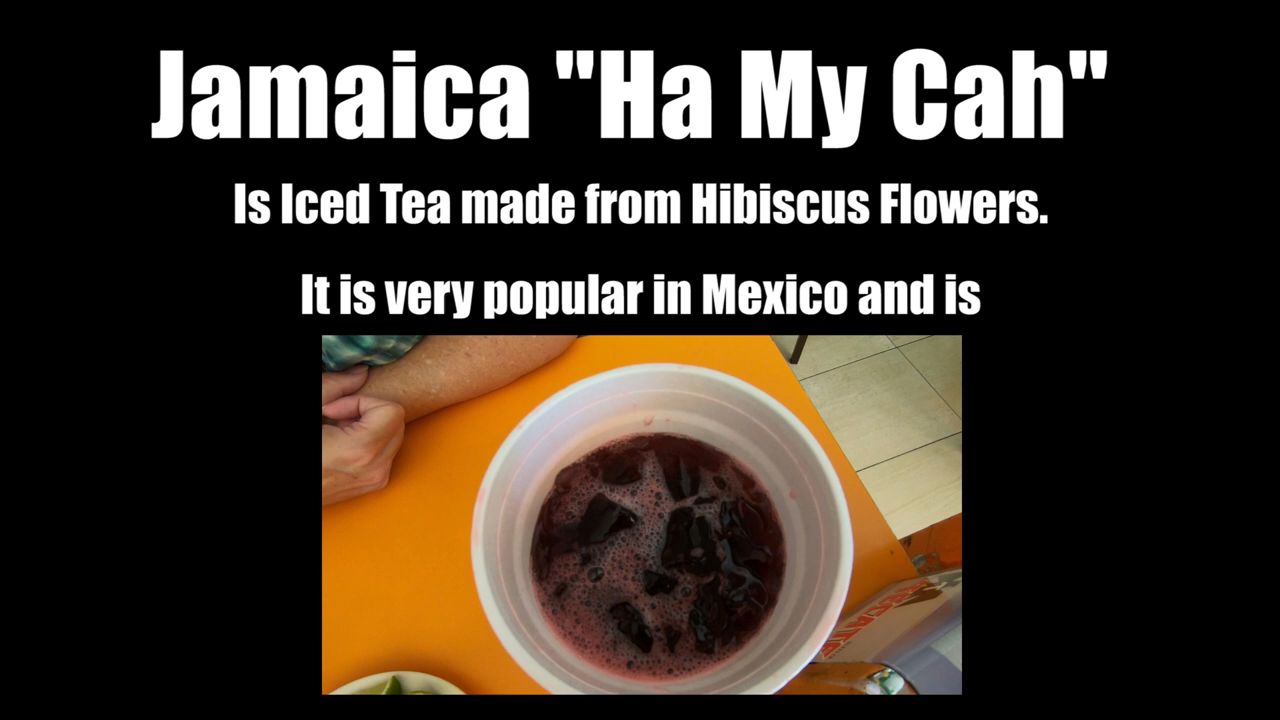 Jamaica "Ha My Cah"
Is Iced Tea made from Hibiscus Flowers.
It is very popular in Mexico and is